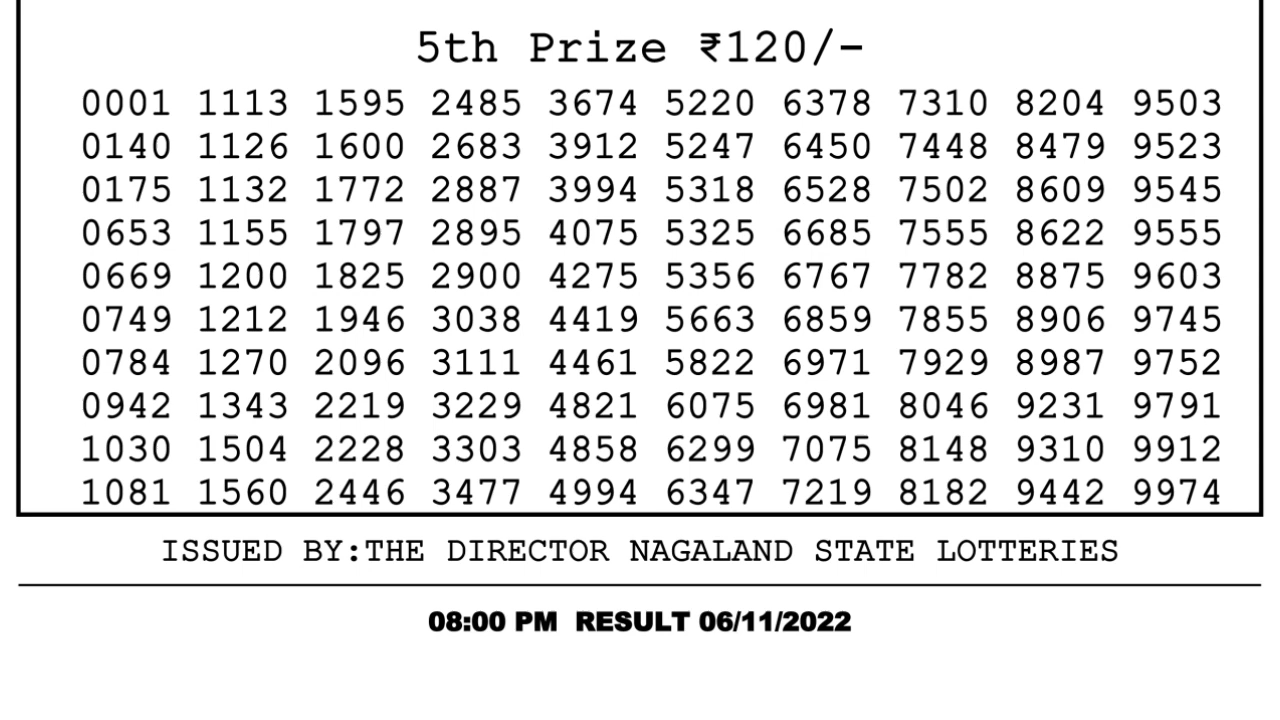 5th Prize ₹120/-
0001 1113 1595 2485 3674 5220 6378 7310 8204 9503
0140 1126 1600 2683 3912 5247 6450 7448 8479 9523
0175 1132 1772 2887 3994 5318 6528 7502 8609 9545
0653 1155 1797 2895 4075 5325 6685 7555 8622 9555
0669 1200 1825 2900 4275 5356 6767 7782 8875 9603
0749 1212 1946 3038 4419 5663 6859 7855 8906 9745
0784 1270 2096 3111 4461 5822 6971 7929 8987 9752
0942 1343 2219 3229 4821 6075 6981 8046 9231 9791
1030 1504 2228 3303 4858 6299 7075 8148 9310 9912
1081 1560 2446 3477 4994 6347 7219 8182 9442 9974
ISSUED BY:THE DIRECTOR NAGALAND STATE LOTTERIES
08:00 PM RESULT 06/11/2022